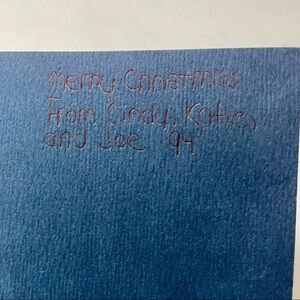 Merry Christmas
From Cindy, Katie,
and Joe 94'